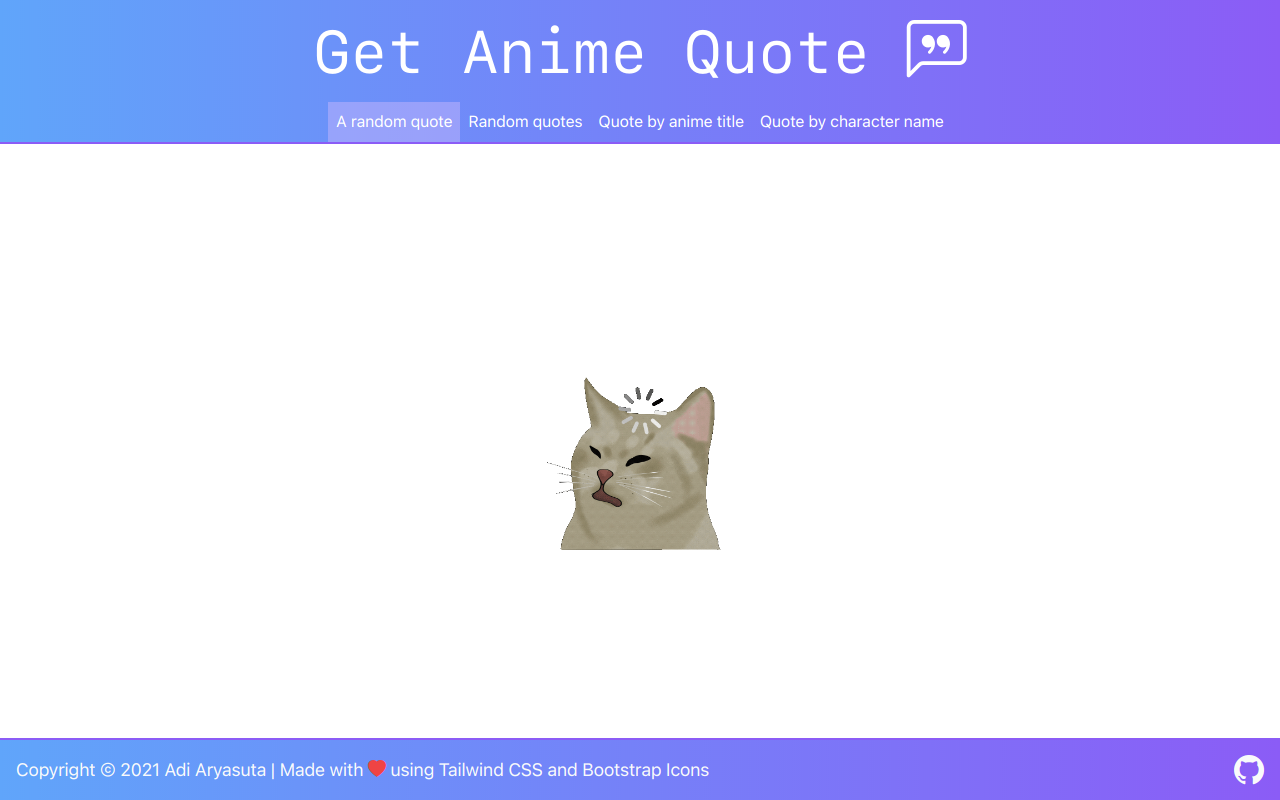 Get Anime Quote
A random quote Random quotes Quote by anime title Quote by character name
Copyright © 2021 Adi Aryasuta | Made with ❤️ using Tailwind CSS and Bootstrap Icons